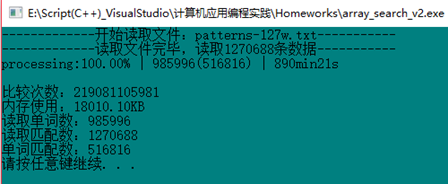 E:\Script(C++)_VisualStudio\计算机应用编程实践\Homeworks\array_search_v2.exe
------------开始读取文件：patterns-127w.txt------------
------------读取文件完毕，读取1270688条数据------------
processing:100.00% | 985996(516816) | 890min21s
比较次数：219081105981
内存使用：18010.10KB
读取单词数：985996
读取匹配数：1270688
单词匹配数：516816
请按任意键继续. . .